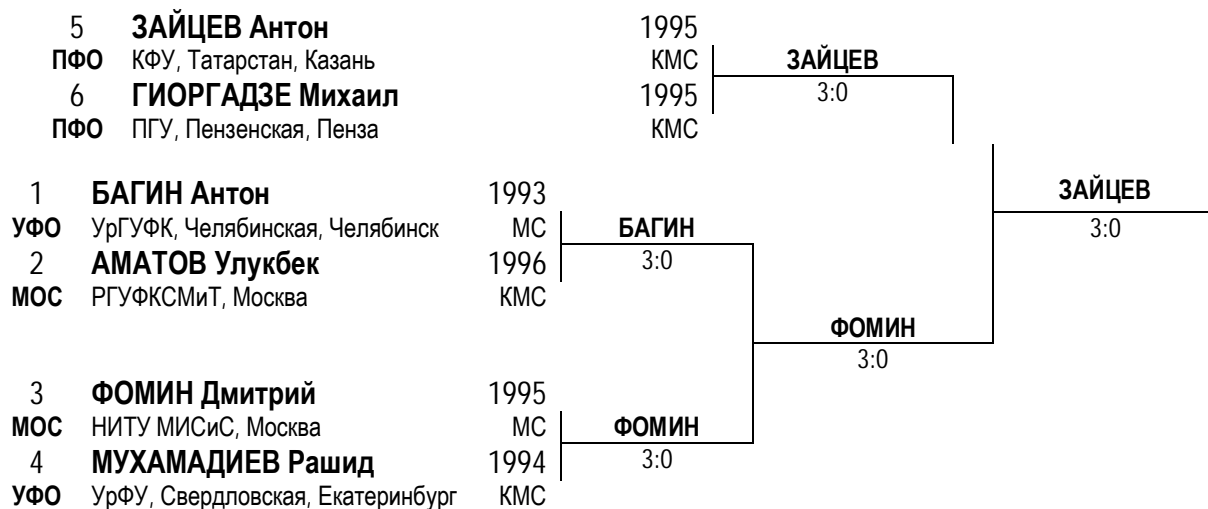 5 ЗАЙЦЕВ Антон 1995
ПФО КФУ, Татарстан, Казань КМС ЗАЙЦЕВ
6 ГИОРГАДЗЕ Михаил 1995 3:0
ПФО ПГУ, Пензенская, Пенза КМС
1 БАГИН Антон 1993 ЗАЙЦЕВ
УФО УрГУФК, Челябинская, Челябинск МС БАГИН 3:0
2 АМАТОВ Улукбек 1996 3:0
МОС РГУФКСМиТ, Москва КМС
ФОМИН
3:0
3 ФОМИН Дмитрий 1995
МОС НИТУ МИСиС, Москва МС ФОМИН
4 МУХАМАДИЕВ Рашид 1994 3:0
УФО УрФУ, Свердловская, Екатеринбург КМС